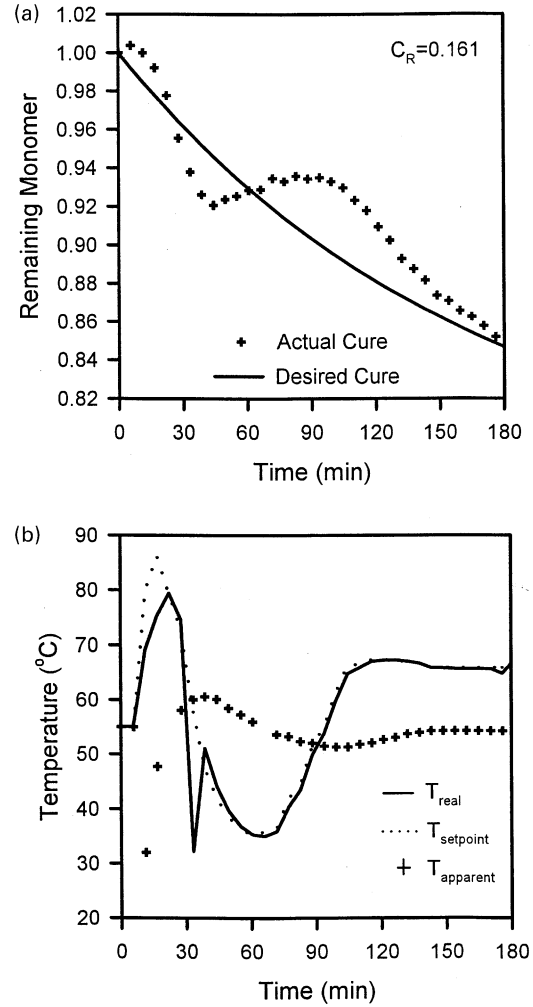 (a)
1.02
1.00
0.98
0.96
0.94
0.92
0.90
0.88
0.86
0.84
0.82
Remaining Monomer
C_R=0.161
Actual Cure
Desired Cure
0 30 60 90 120 150 180
Time (min)
(b)
90
80
70
60
50
40
30
20
Temperature (°C)
T_real
T_setpoint
T_apparent
0 30 60 90 120 150 180
Time (min)